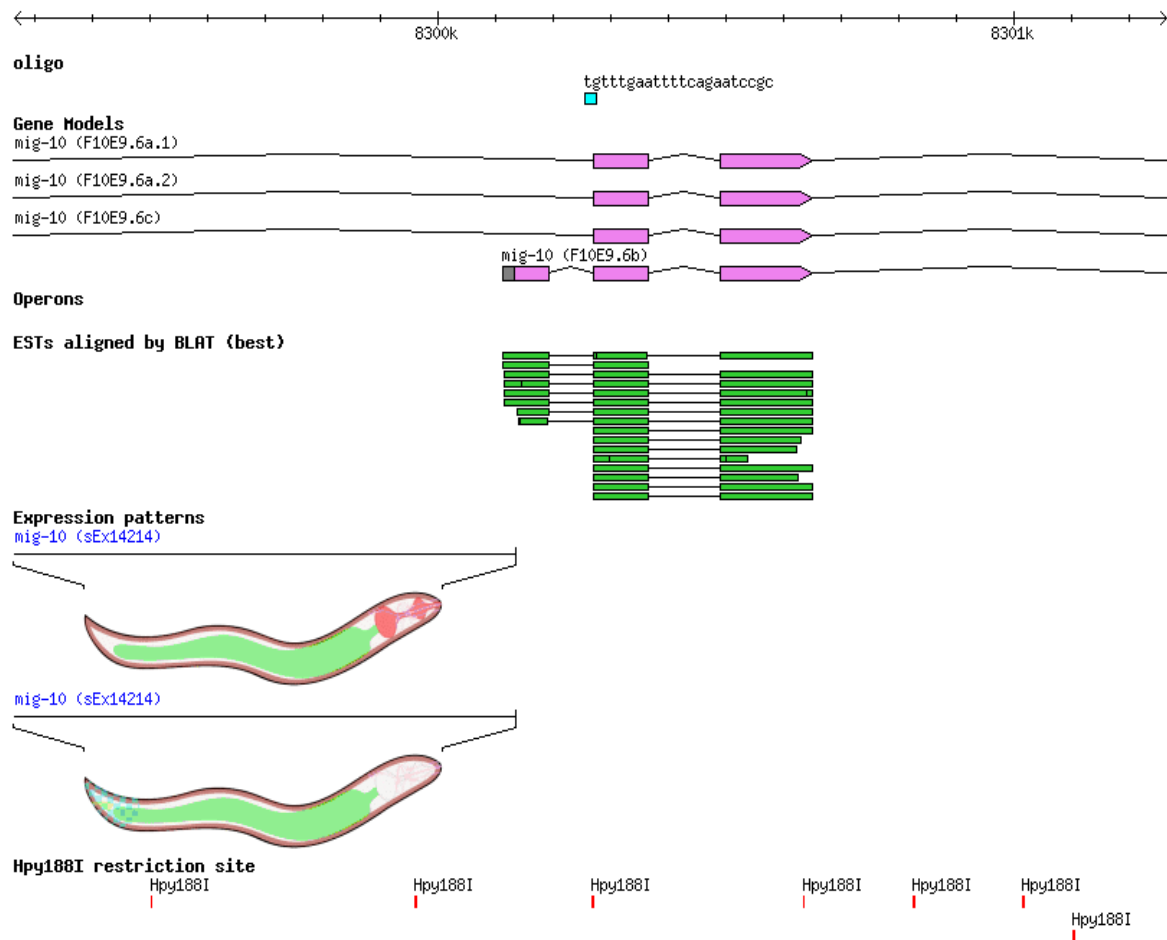 8300k 8301k
oligo
tgtttgaattttcagaatccgc
Gene Models
mig-10 (F10E9.6a.1)
mig-10 (F10E9.6a.2)
mig-10 (F10E9.6c)
mig-10 (F10E9.6b)
Operons
ESTs aligned by BLAT (best)
Expression patterns
mig-10 (sEx14214)
mig-10 (sEx14214)
Hpy188I restriction site
Hpy188I Hpy188I Hpy188I Hpy188I Hpy188I Hpy188I
Hpy188I